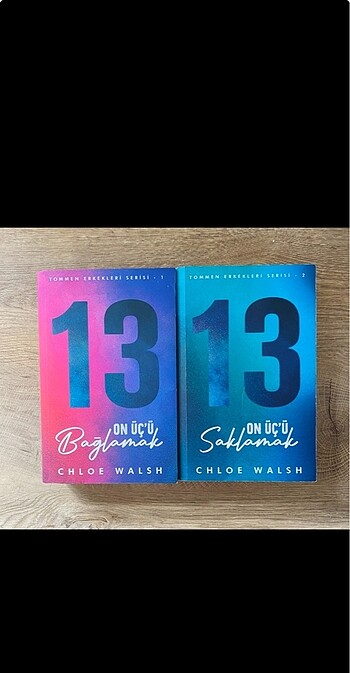 TOMMEN ERKEKLERİ SERİSİ - 1
13
ON ÜÇ'Ü
Bağlamak
CHLOE WALSH
TOMMEN ERKEKLERİ SERİSİ - 2
13
ON ÜÇ'Ü
Saklamak
CHLOE WALSH